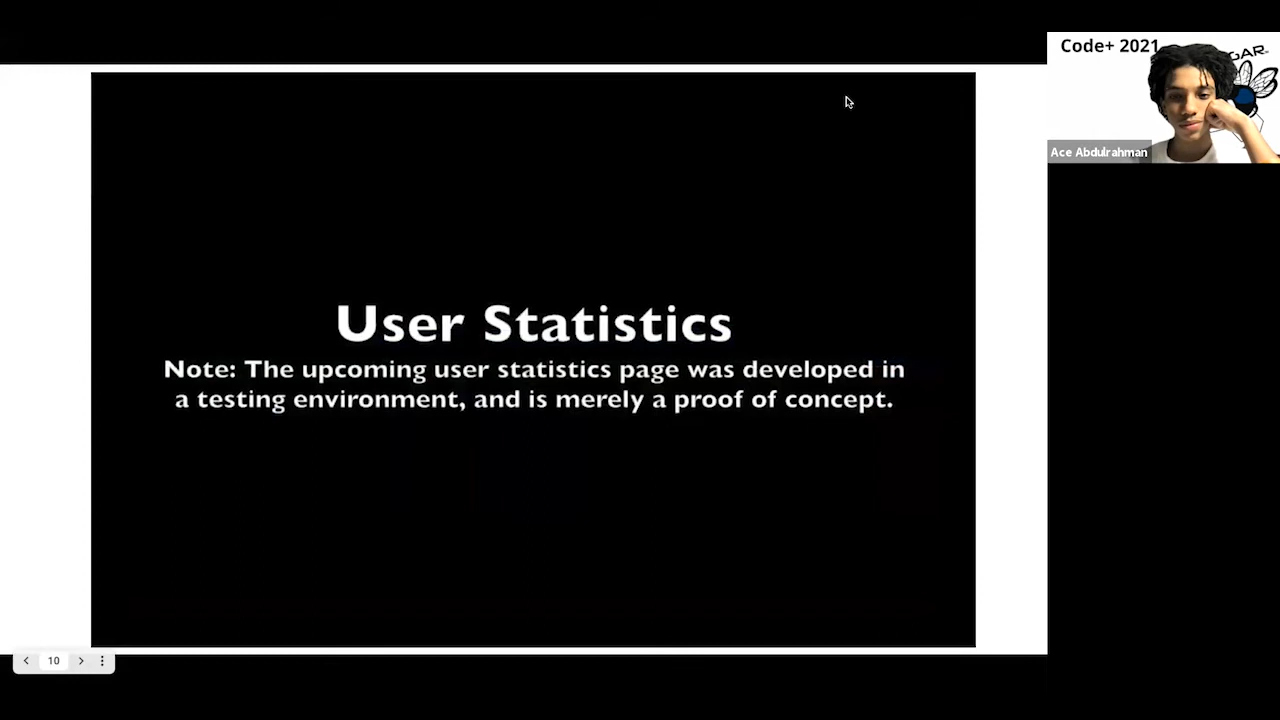 Code+ 2021
GAR™
Ace Abdulrahman
User Statistics
Note: The upcoming user statistics page was developed in
a testing environment, and is merely a proof of concept.
10